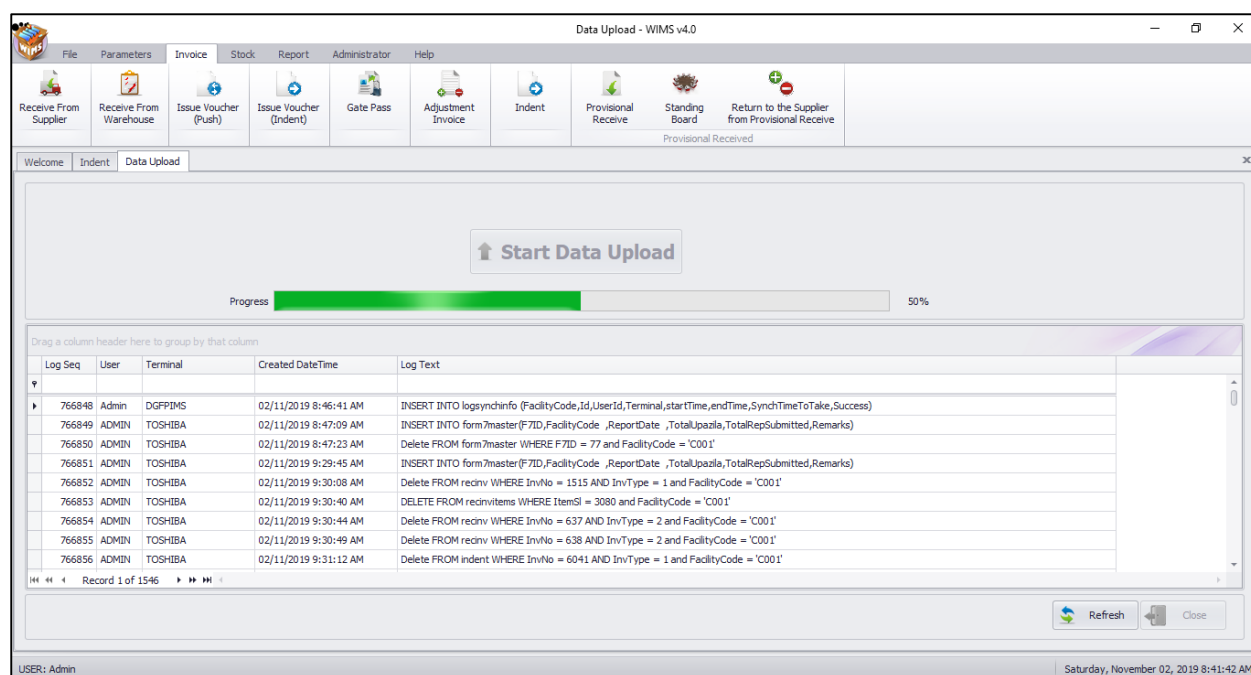 Data Upload - WIMS v4.0
WIMS
File Parameters Invoice Stock Report Administrator Help
Receive From Supplier
Receive From Warehouse
Issue Voucher (Push)
Issue Voucher (Indent)
Gate Pass
Adjustment Invoice
Indent
Provisional Receive
Standing Board
Return to the Supplier from Provisional Receive
Provisional Received
Welcome Indent Data Upload
Start Data Upload
Progress 50%
Drag a column header here to group by that column
Log Seq User Terminal Created DateTime Log Text
766848 Admin DGFPIMS 02/11/2019 8:46:41 AM INSERT INTO logsynchinfo (FacilityCode,Id,UserId,Terminal,startTime,endTime,SynchTimeToTake,Success)
766849 ADMIN TOSHIBA 02/11/2019 8:47:09 AM INSERT INTO form7master(F7ID,FacilityCode ,ReportDate ,TotalUpazila,TotalRepSubmitted,Remarks)
766850 ADMIN TOSHIBA 02/11/2019 8:47:23 AM Delete FROM form7master WHERE F7ID = 77 and FacilityCode = 'C001'
766851 ADMIN TOSHIBA 02/11/2019 9:29:45 AM INSERT INTO form7master(F7ID,FacilityCode ,ReportDate ,TotalUpazila,TotalRepSubmitted,Remarks)
766852 ADMIN TOSHIBA 02/11/2019 9:30:08 AM Delete FROM recinv WHERE InvNo = 1515 AND InvType = 1 and FacilityCode = 'C001'
766853 ADMIN TOSHIBA 02/11/2019 9:30:40 AM DELETE FROM recinvitems WHERE ItemSl = 3080 and FacilityCode = 'C001'
766854 ADMIN TOSHIBA 02/11/2019 9:30:44 AM Delete FROM recinv WHERE InvNo = 637 AND InvType = 2 and FacilityCode = 'C001'
766855 ADMIN TOSHIBA 02/11/2019 9:30:49 AM Delete FROM recinv WHERE InvNo = 638 AND InvType = 2 and FacilityCode = 'C001'
766856 ADMIN TOSHIBA 02/11/2019 9:31:12 AM Delete FROM indent WHERE InvNo = 6041 AND InvType = 1 and FacilityCode = 'C001'
Record 1 of 1546
Refresh Close
USER: Admin Saturday, November 02, 2019 8:41:42 AM